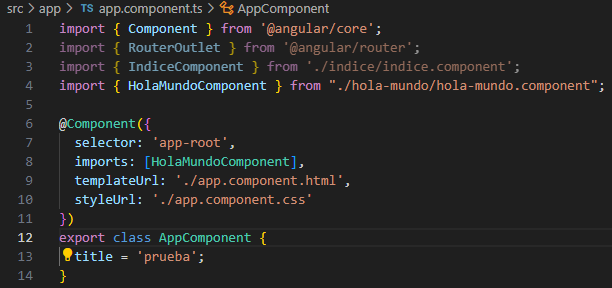 src > app > app.component.ts > AppComponent
1 import { Component } from '@angular/core';
2 import { RouterOutlet } from '@angular/router';
3 import { IndiceComponent } from './indice/indice.component';
4 import { HolaMundoComponent } from "./hola-mundo/hola-mundo.component";
5
6 @Component({
7   selector: 'app-root',
8   imports: [HolaMundoComponent],
9   templateUrl: './app.component.html',
10   styleUrl: './app.component.css'
11 })
12 export class AppComponent {
13   title = 'prueba';
14 }